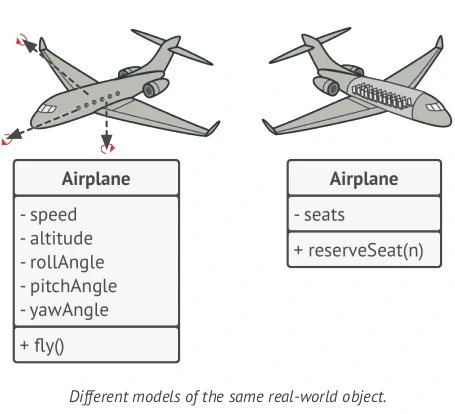 Airplane
- speed
- altitude
- rollAngle
- pitchAngle
- yawAngle
+ fly()
Airplane
- seats
+ reserveSeat(n)
Different models of the same real-world object.